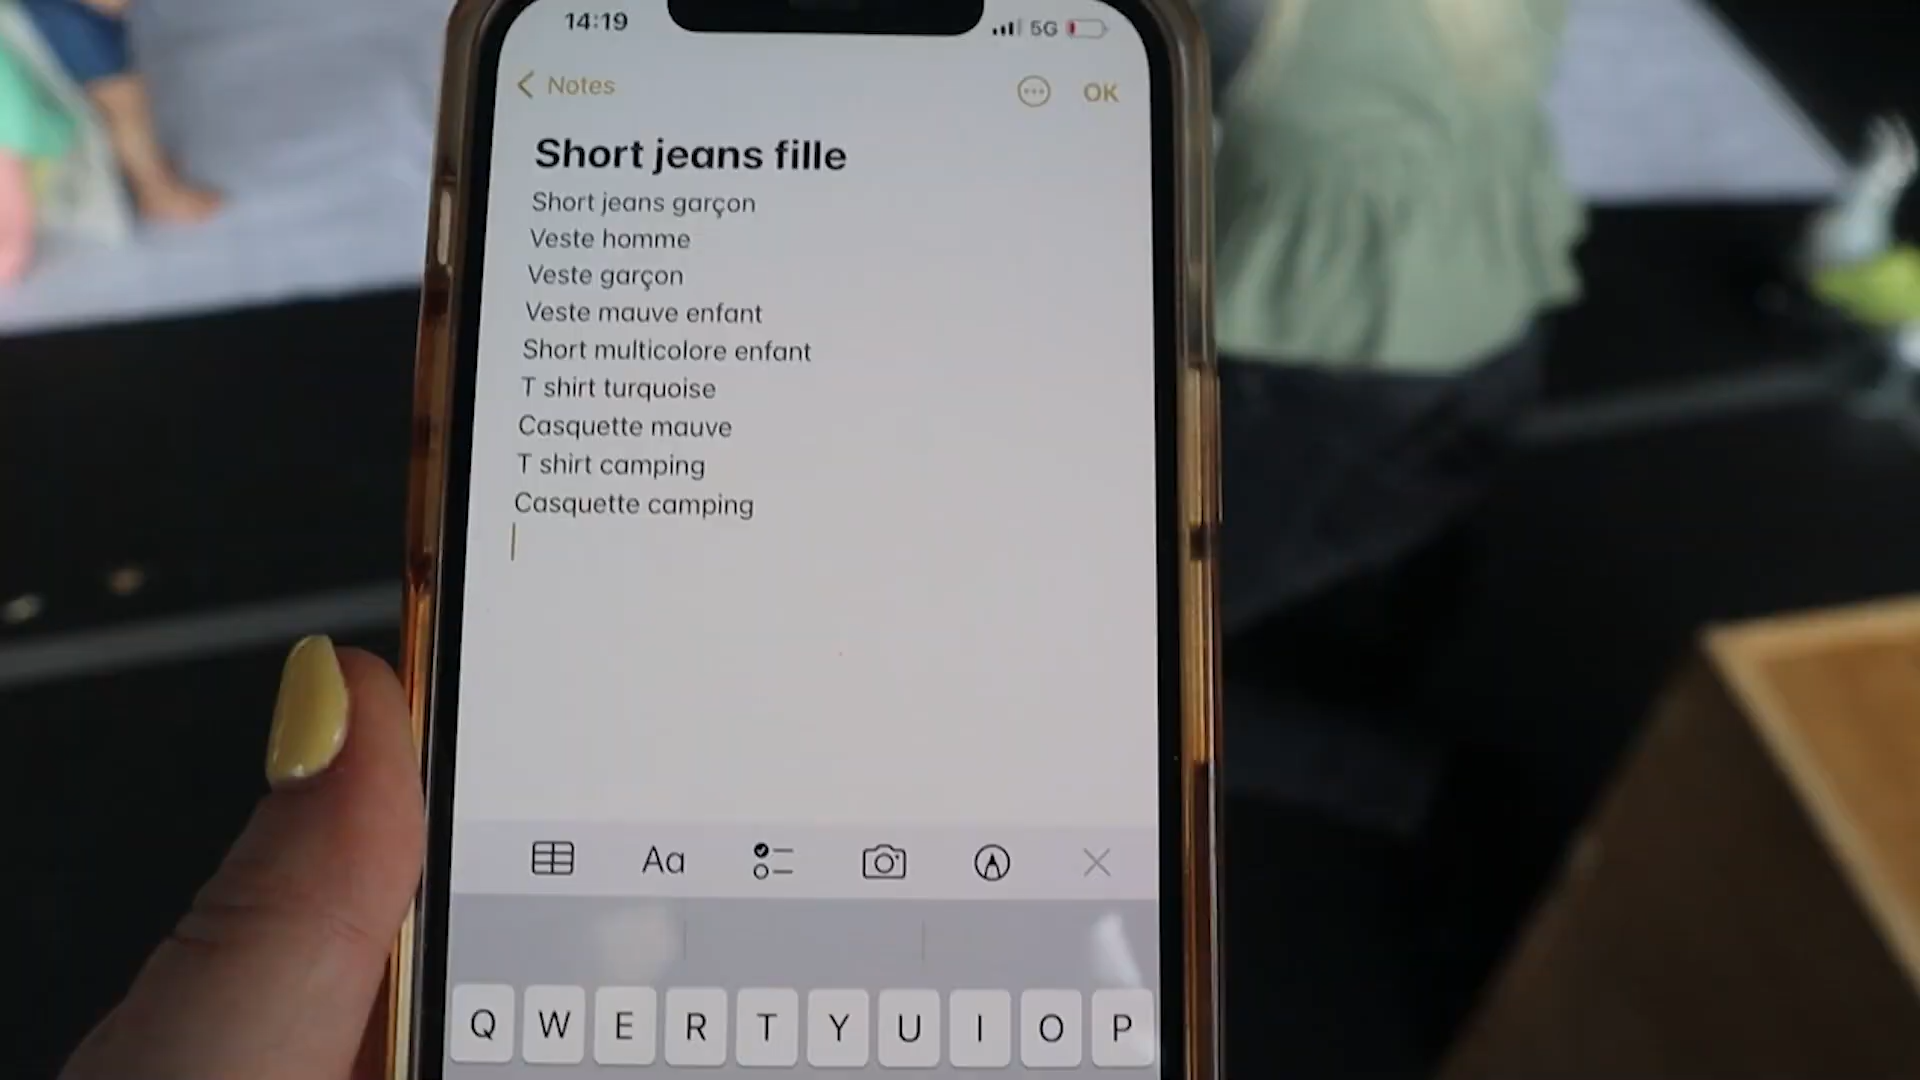 14:19
5G
Notes
OK
Short jeans fille
Short jeans garçon
Veste homme
Veste garçon
Veste mauve enfant
Short multicolore enfant
T shirt turquoise
Casquette mauve
T shirt camping
Casquette camping
Aa
Q W E R T Y U I O P